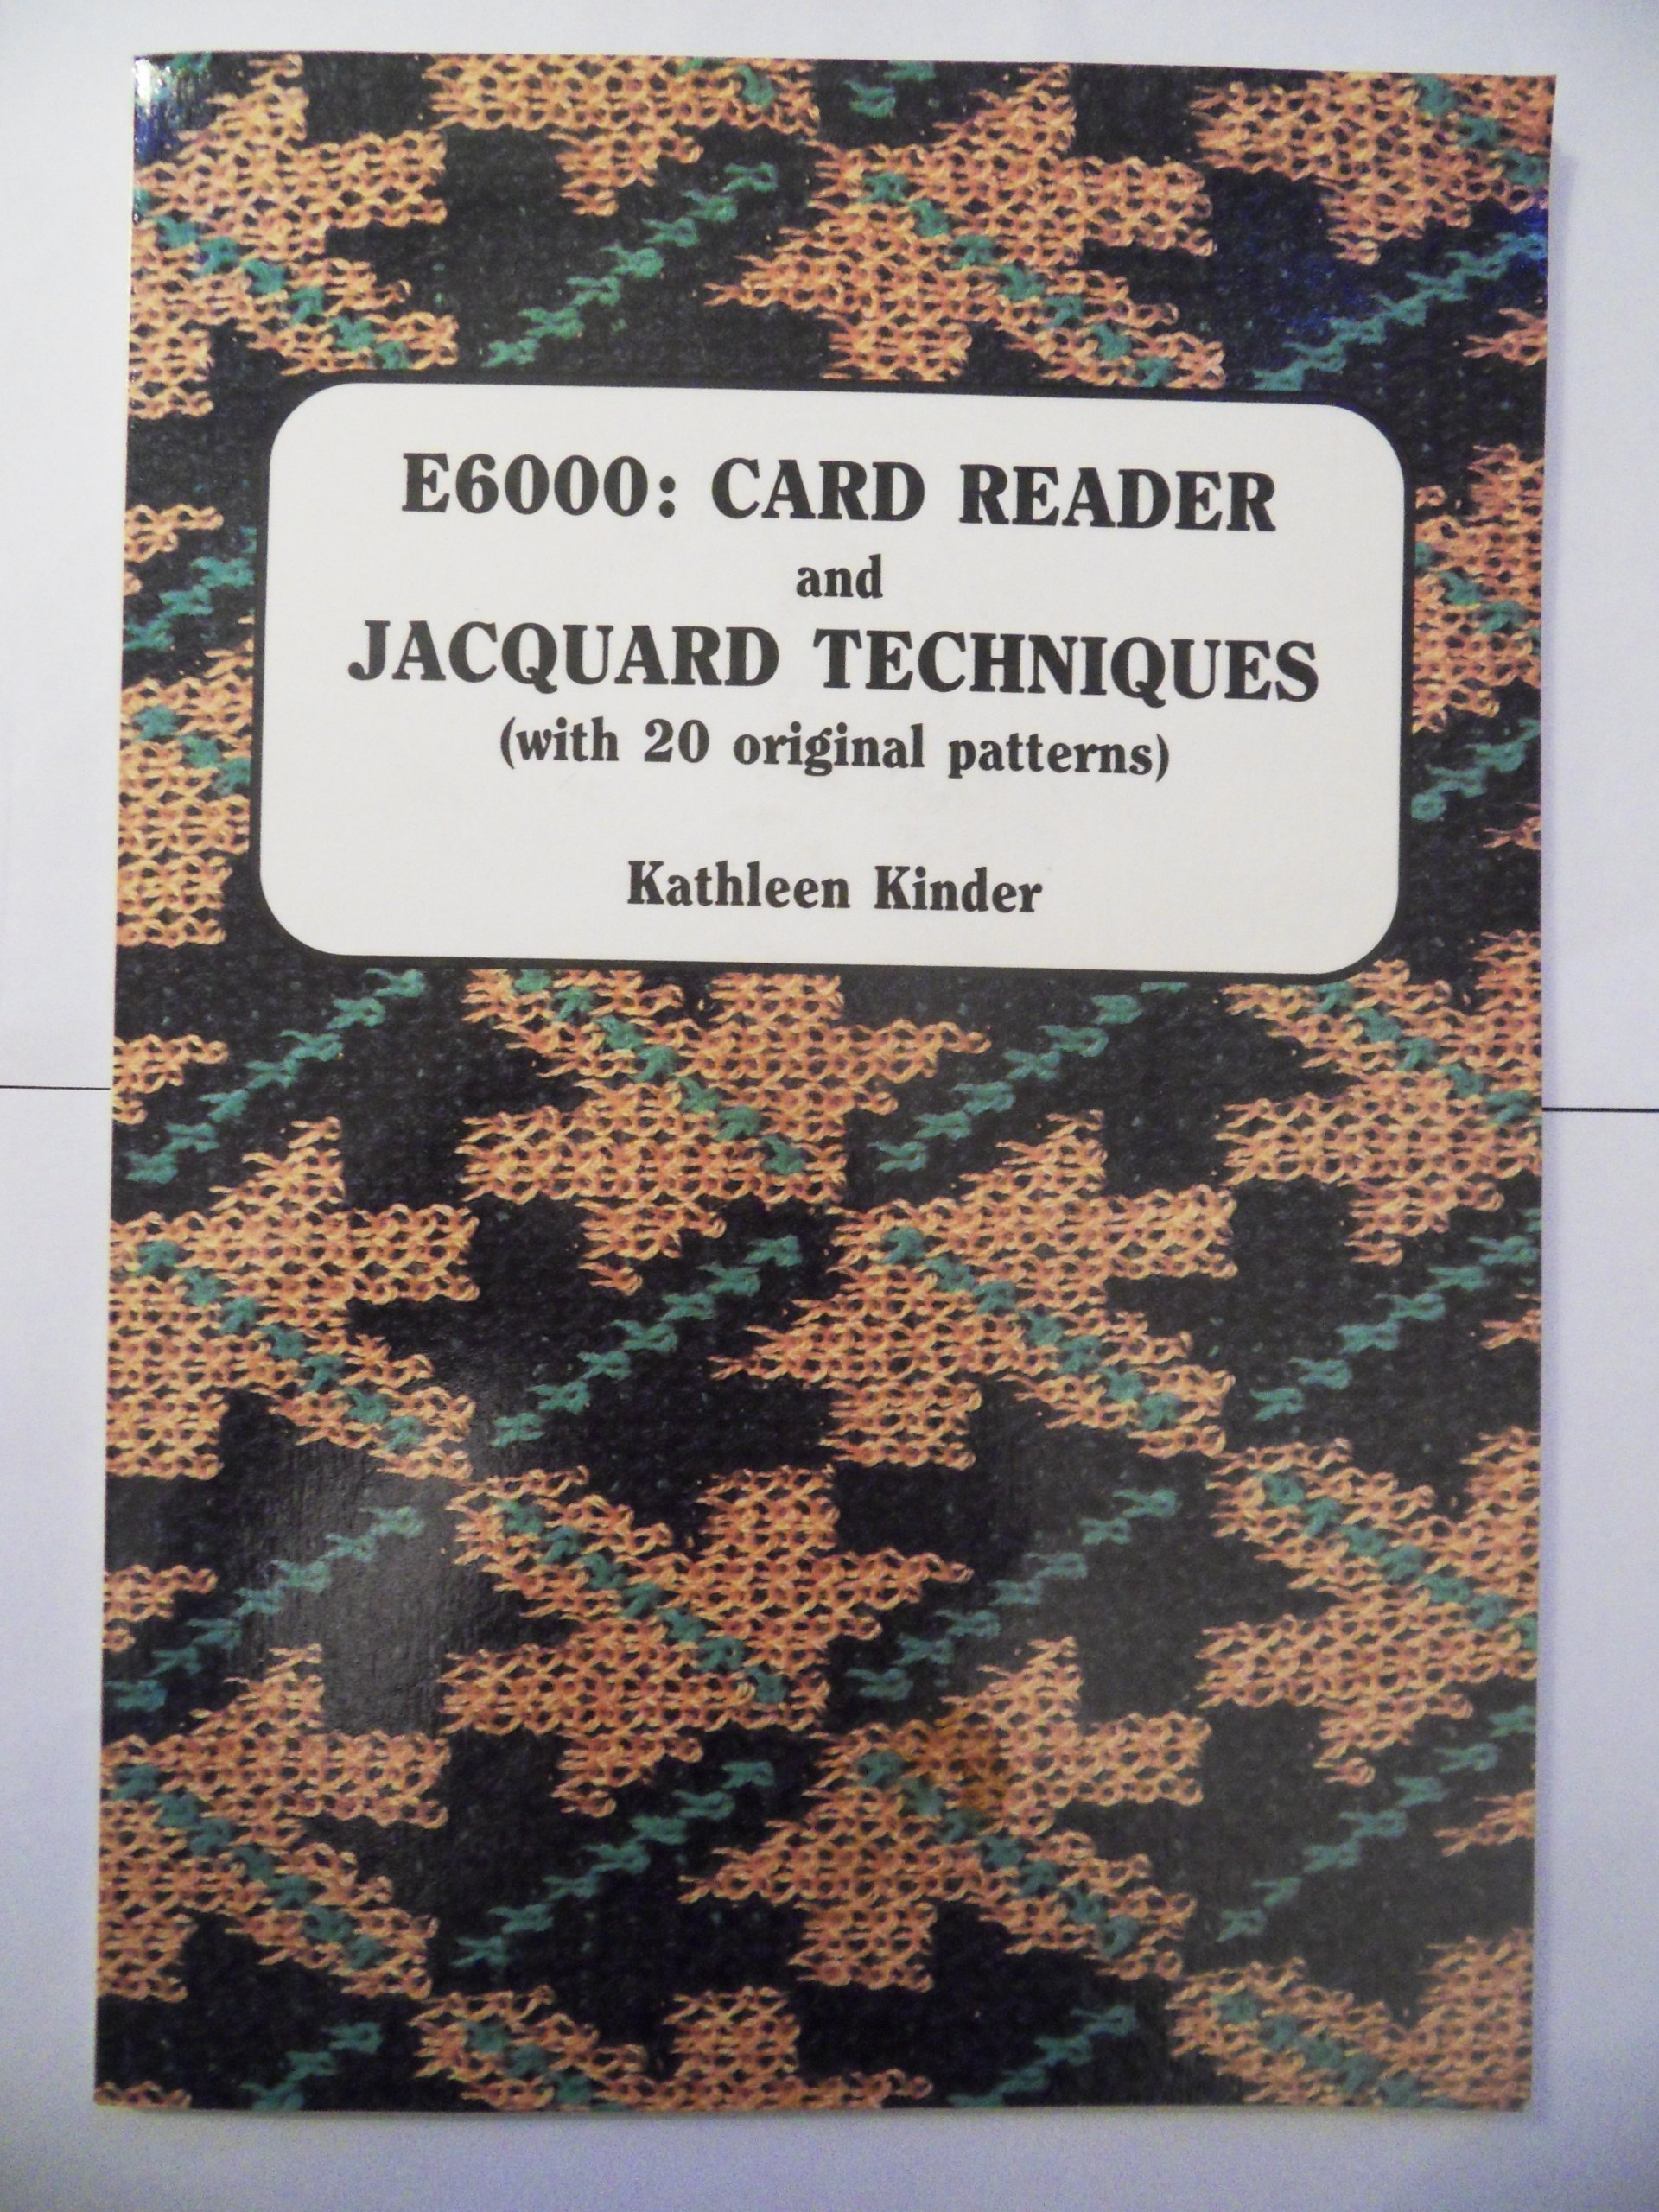 E6000: CARD READER
and
JACQUARD TECHNIQUES
(with 20 original patterns)
Kathleen Kinder